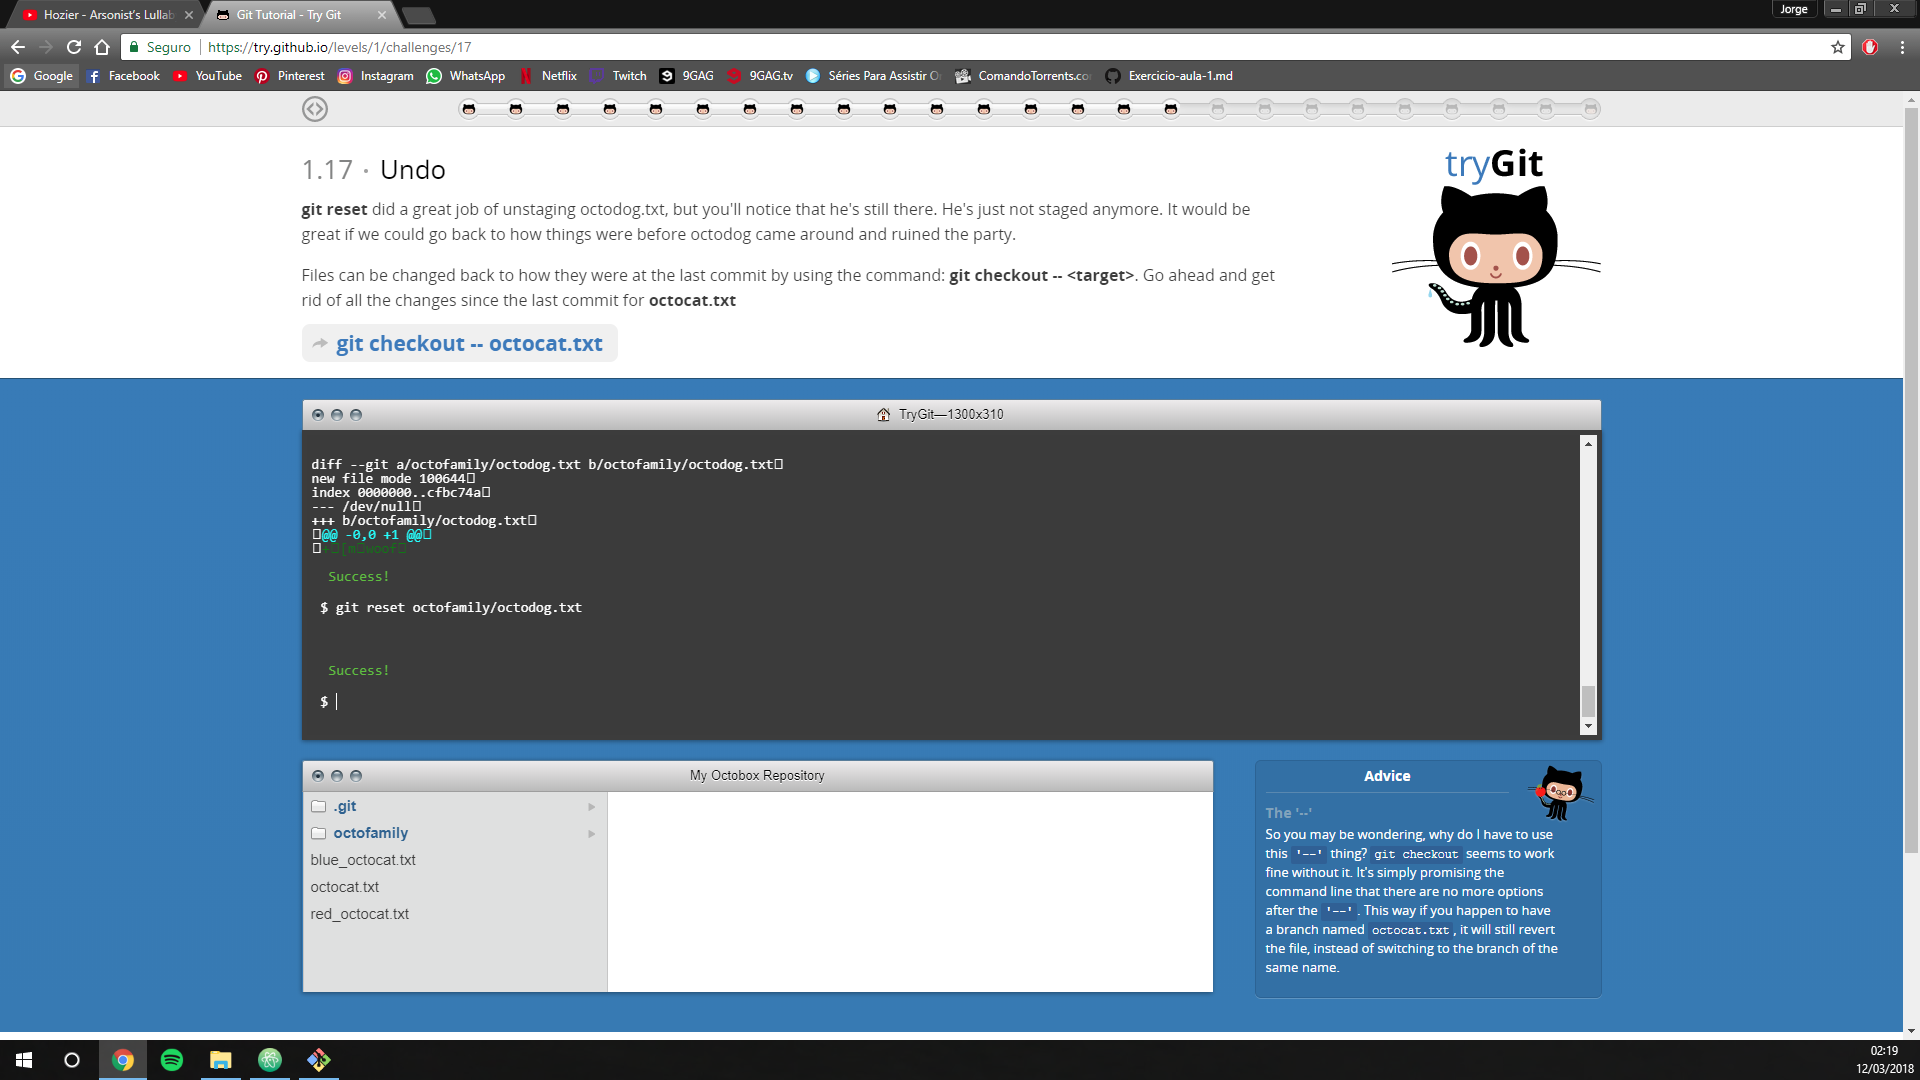 Hozier - Arsonist's Lullab
Git Tutorial - Try Git
Jorge
Seguro
https://try.github.io/levels/1/challenges/17
Google
Facebook
YouTube
Pinterest
Instagram
WhatsApp
Netflix
Twitch
9GAG
9GAG.tv
Séries Para Assistir On
ComandoTorrents.co
Exercicio-aula-1.md
1.17 · Undo
tryGit
git reset did a great job of unstaging octodog.txt, but you'll notice that he's still there. He's just not staged anymore. It would be
great if we could go back to how things were before octodog came around and ruined the party.
Files can be changed back to how they were at the last commit by using the command: git checkout -- <target>. Go ahead and get
rid of all the changes since the last commit for octocat.txt
git checkout -- octocat.txt
TryGit—1300x310
diff --git a/octofamily/octodog.txt b/octofamily/octodog.txt
new file mode 100644
index 0000000..cfbc74a
--- /dev/null
+++ b/octofamily/octodog.txt
@@ -0,0 +1 @@
+[mwoof
Success!
$ git reset octofamily/octodog.txt
Success!
$
My Octobox Repository
.git
octofamily
blue_octocat.txt
octocat.txt
red_octocat.txt
Advice
The '--'
So you may be wondering, why do I have to use
this '--' thing? git checkout seems to work
fine without it. It's simply promising the
command line that there are no more options
after the '--'. This way if you happen to have
a branch named octocat.txt, it will still revert
the file, instead of switching to the branch of the
same name.
02:19
12/03/2018